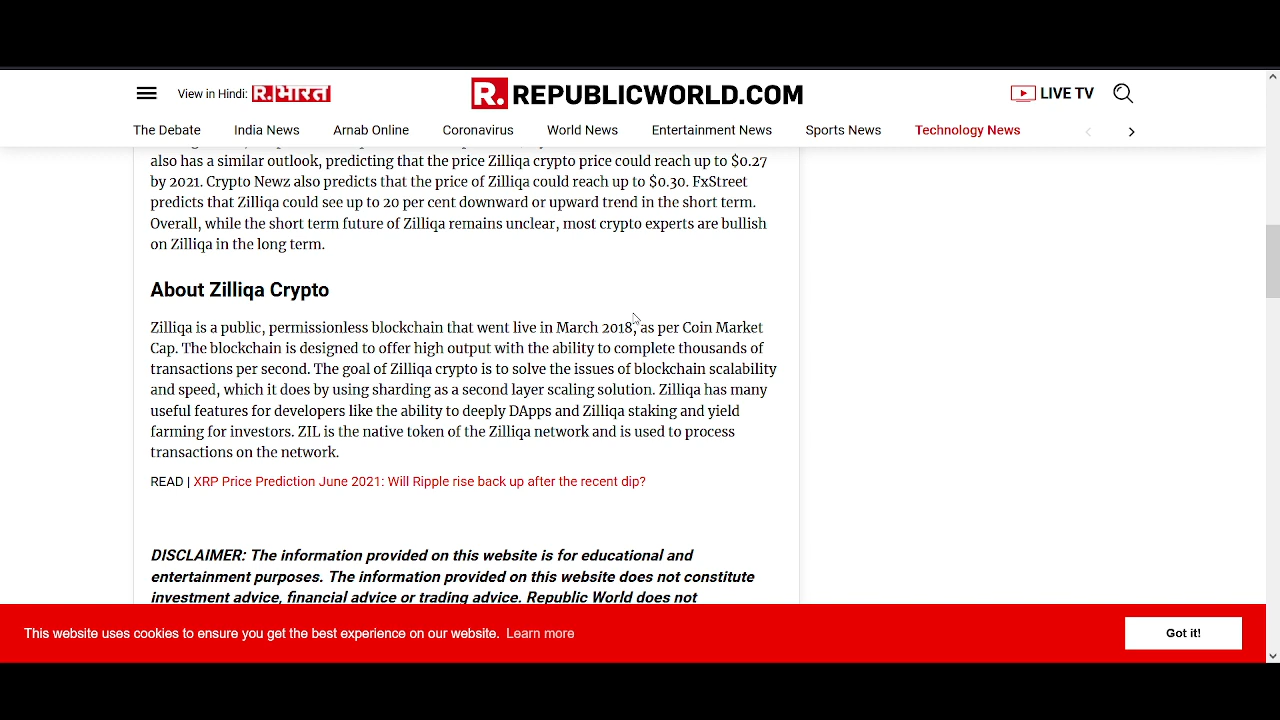 View in Hindi: R. भारत
R. REPUBLICWORLD.COM
LIVE TV
The Debate India News Arnab Online Coronavirus World News Entertainment News Sports News Technology News
also has a similar outlook, predicting that the price Zilliqa crypto price could reach up to $0.27
by 2021. Crypto Newz also predicts that the price of Zilliqa could reach up to $0.30. FxStreet
predicts that Zilliqa could see up to 20 per cent downward or upward trend in the short term.
Overall, while the short term future of Zilliqa remains unclear, most crypto experts are bullish
on Zilliqa in the long term.
About Zilliqa Crypto
Zilliqa is a public, permissionless blockchain that went live in March 2018, as per Coin Market
Cap. The blockchain is designed to offer high output with the ability to complete thousands of
transactions per second. The goal of Zilliqa crypto is to solve the issues of blockchain scalability
and speed, which it does by using sharding as a second layer scaling solution. Zilliqa has many
useful features for developers like the ability to deeply DApps and Zilliqa staking and yield
farming for investors. ZIL is the native token of the Zilliqa network and is used to process
transactions on the network.
READ | XRP Price Prediction June 2021: Will Ripple rise back up after the recent dip?
DISCLAIMER: The information provided on this website is for educational and
entertainment purposes. The information provided on this website does not constitute
investment advice, financial advice or trading advice. Republic World does not
This website uses cookies to ensure you get the best experience on our website. Learn more
Got it!